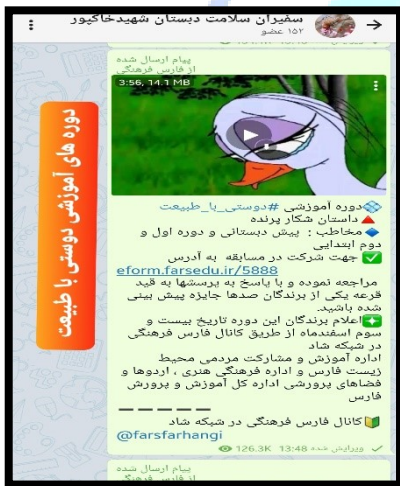 سفیران سلامت دبستان شهیدخاکپور
۱۵۲ عضو
پیام ارسال شده
از فارس فرهنگی
3:56, 14.1 MB
دوره های آموزشی دوستی با طبیعت
دوره آموزشی #دوستی_با_طبیعت
داستان شکار پرنده
مخاطب : پیش دبستانی و دوره اول و
دوم ابتدایی
جهت شرکت در مسابقه به آدرس
eform.farsedu.ir/5888
مراجعه نموده و با پاسخ به پرسشها به قید
قرعه یکی از برندگان صدها جایزه پیش بینی
شده باشید.
اعلام برندگان این دوره تاریخ بیست و
سوم اسفندماه از طریق کانال فارس فرهنگی
در شبکه شاد
اداره آموزش و مشارکت مردمی محیط
زیست فارس و اداره فرهنگی هنری ، اردوها و
فضاهای پرورشی اداره کل آموزش و پرورش
فارس
— — — — —
کانال فارس فرهنگی در شبکه شاد
@farsfarhangi
ویرایش شده 13:48 126.3K
پیام ارسال شده
از فارس فرهنگی